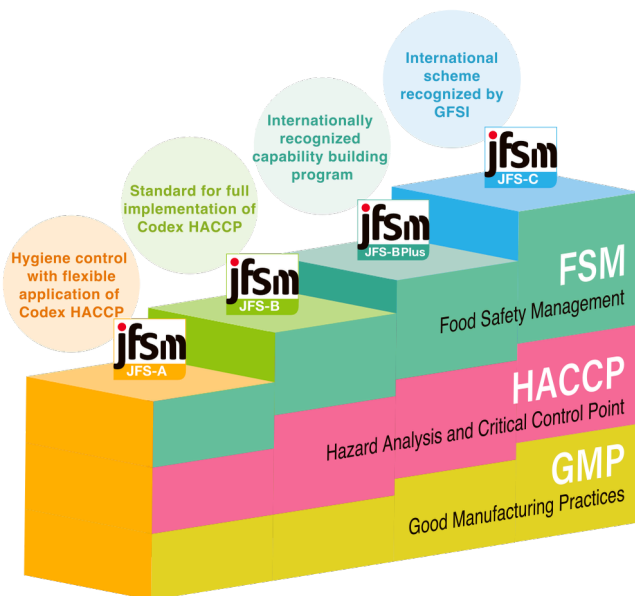 International
scheme
recognized by
GFSI
jfsm
JFS-C
Internationally
recognized
capability building
program
jfsm
JFS-BPlus
Standard for full
implementation of
Codex HACCP
jfsm
JFS-B
Hygiene control
with flexible
application of
Codex HACCP
jfsm
JFS-A
FSM
Food Safety Management
HACCP
Hazard Analysis and Critical Control Point
GMP
Good Manufacturing Practices